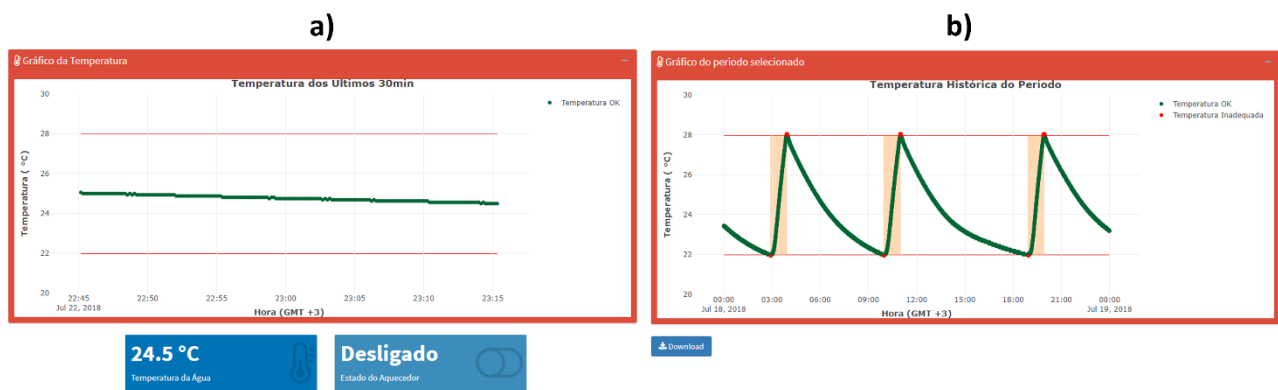 a)
Gráfico da Temperatura
Temperatura dos Ultimos 30min
30
28
26
24
22
20
Temperatura ( °C)
Temperatura OK
22:45 22:50 22:55 23:00 23:05 23:10 23:15
Jul 22, 2018
Hora (GMT +3)
24.5 °C
Temperatura da Água
Desligado
Estado do Aquecedor
b)
Gráfico do periodo selecionado
Temperatura Histórica do Periodo
30
28
26
24
22
20
Temperatura ( °C)
Temperatura OK
Temperatura Inadequada
00:00 03:00 06:00 09:00 12:00 15:00 18:00 21:00 00:00
Jul 18, 2018 Jul 19, 2018
Hora (GMT +3)
Download